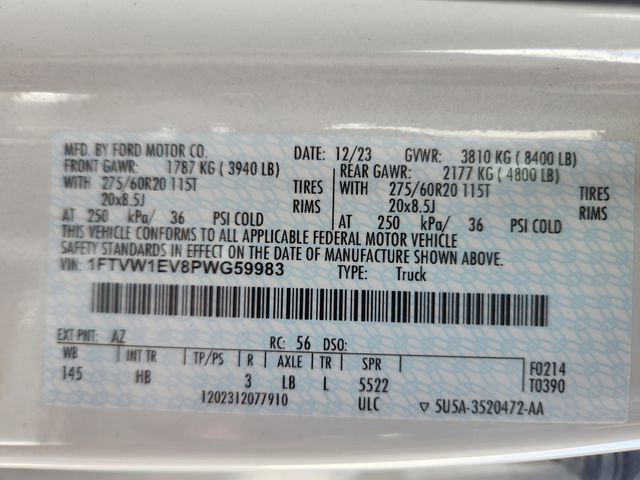 MFD. BY FORD MOTOR CO. DATE: 12/23 GVWR: 3810 KG ( 8400 LB)
FRONT GAWR: 1787 KG ( 3940 LB) REAR GAWR: 2177 KG ( 4800 LB)
WITH 275/60R20 115T TIRES WITH 275/60R20 115T TIRES
20x8.5J RIMS 20x8.5J RIMS
AT 250 kPa/ 36 PSI COLD AT 250 kPa/ 36 PSI COLD
THIS VEHICLE CONFORMS TO ALL APPLICABLE FEDERAL MOTOR VEHICLE
SAFETY STANDARDS IN EFFECT ON THE DATE OF MANUFACTURE SHOWN ABOVE.
VIN: 1FTVW1EV8PWG59983 TYPE: Truck
EXT PNT: AZ RC: 56 DSO:
WB INT TR TP/PS R AXLE TR SPR F0214
145 HB 3 LB L 5522 T0390
1202312077910 ULC ▽ 5U5A-3520472-AA